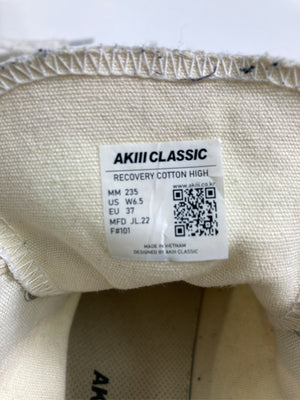 AKIII CLASSIC
RECOVERY COTTON HIGH
MM 235
www.akiii.co.kr
US W6.5
EU 37
MFD JL.22
F#101
MADE IN VIETNAM
DESIGNED BY AKIII CLASSIC
AKI